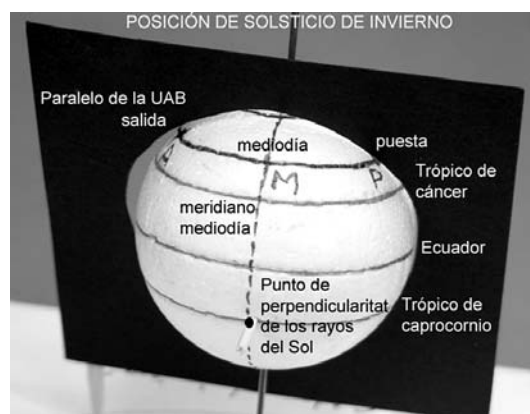 POSICIÓN DE SOLSTICIO DE INVIERNO
Paralelo de la UAB
salida
mediodía
puesta
A
M
P
Trópico de
cáncer
meridiano
mediodía
Ecuador
Punto de
perpendicularitat
de los rayos
del Sol
Trópico de
caprocornio